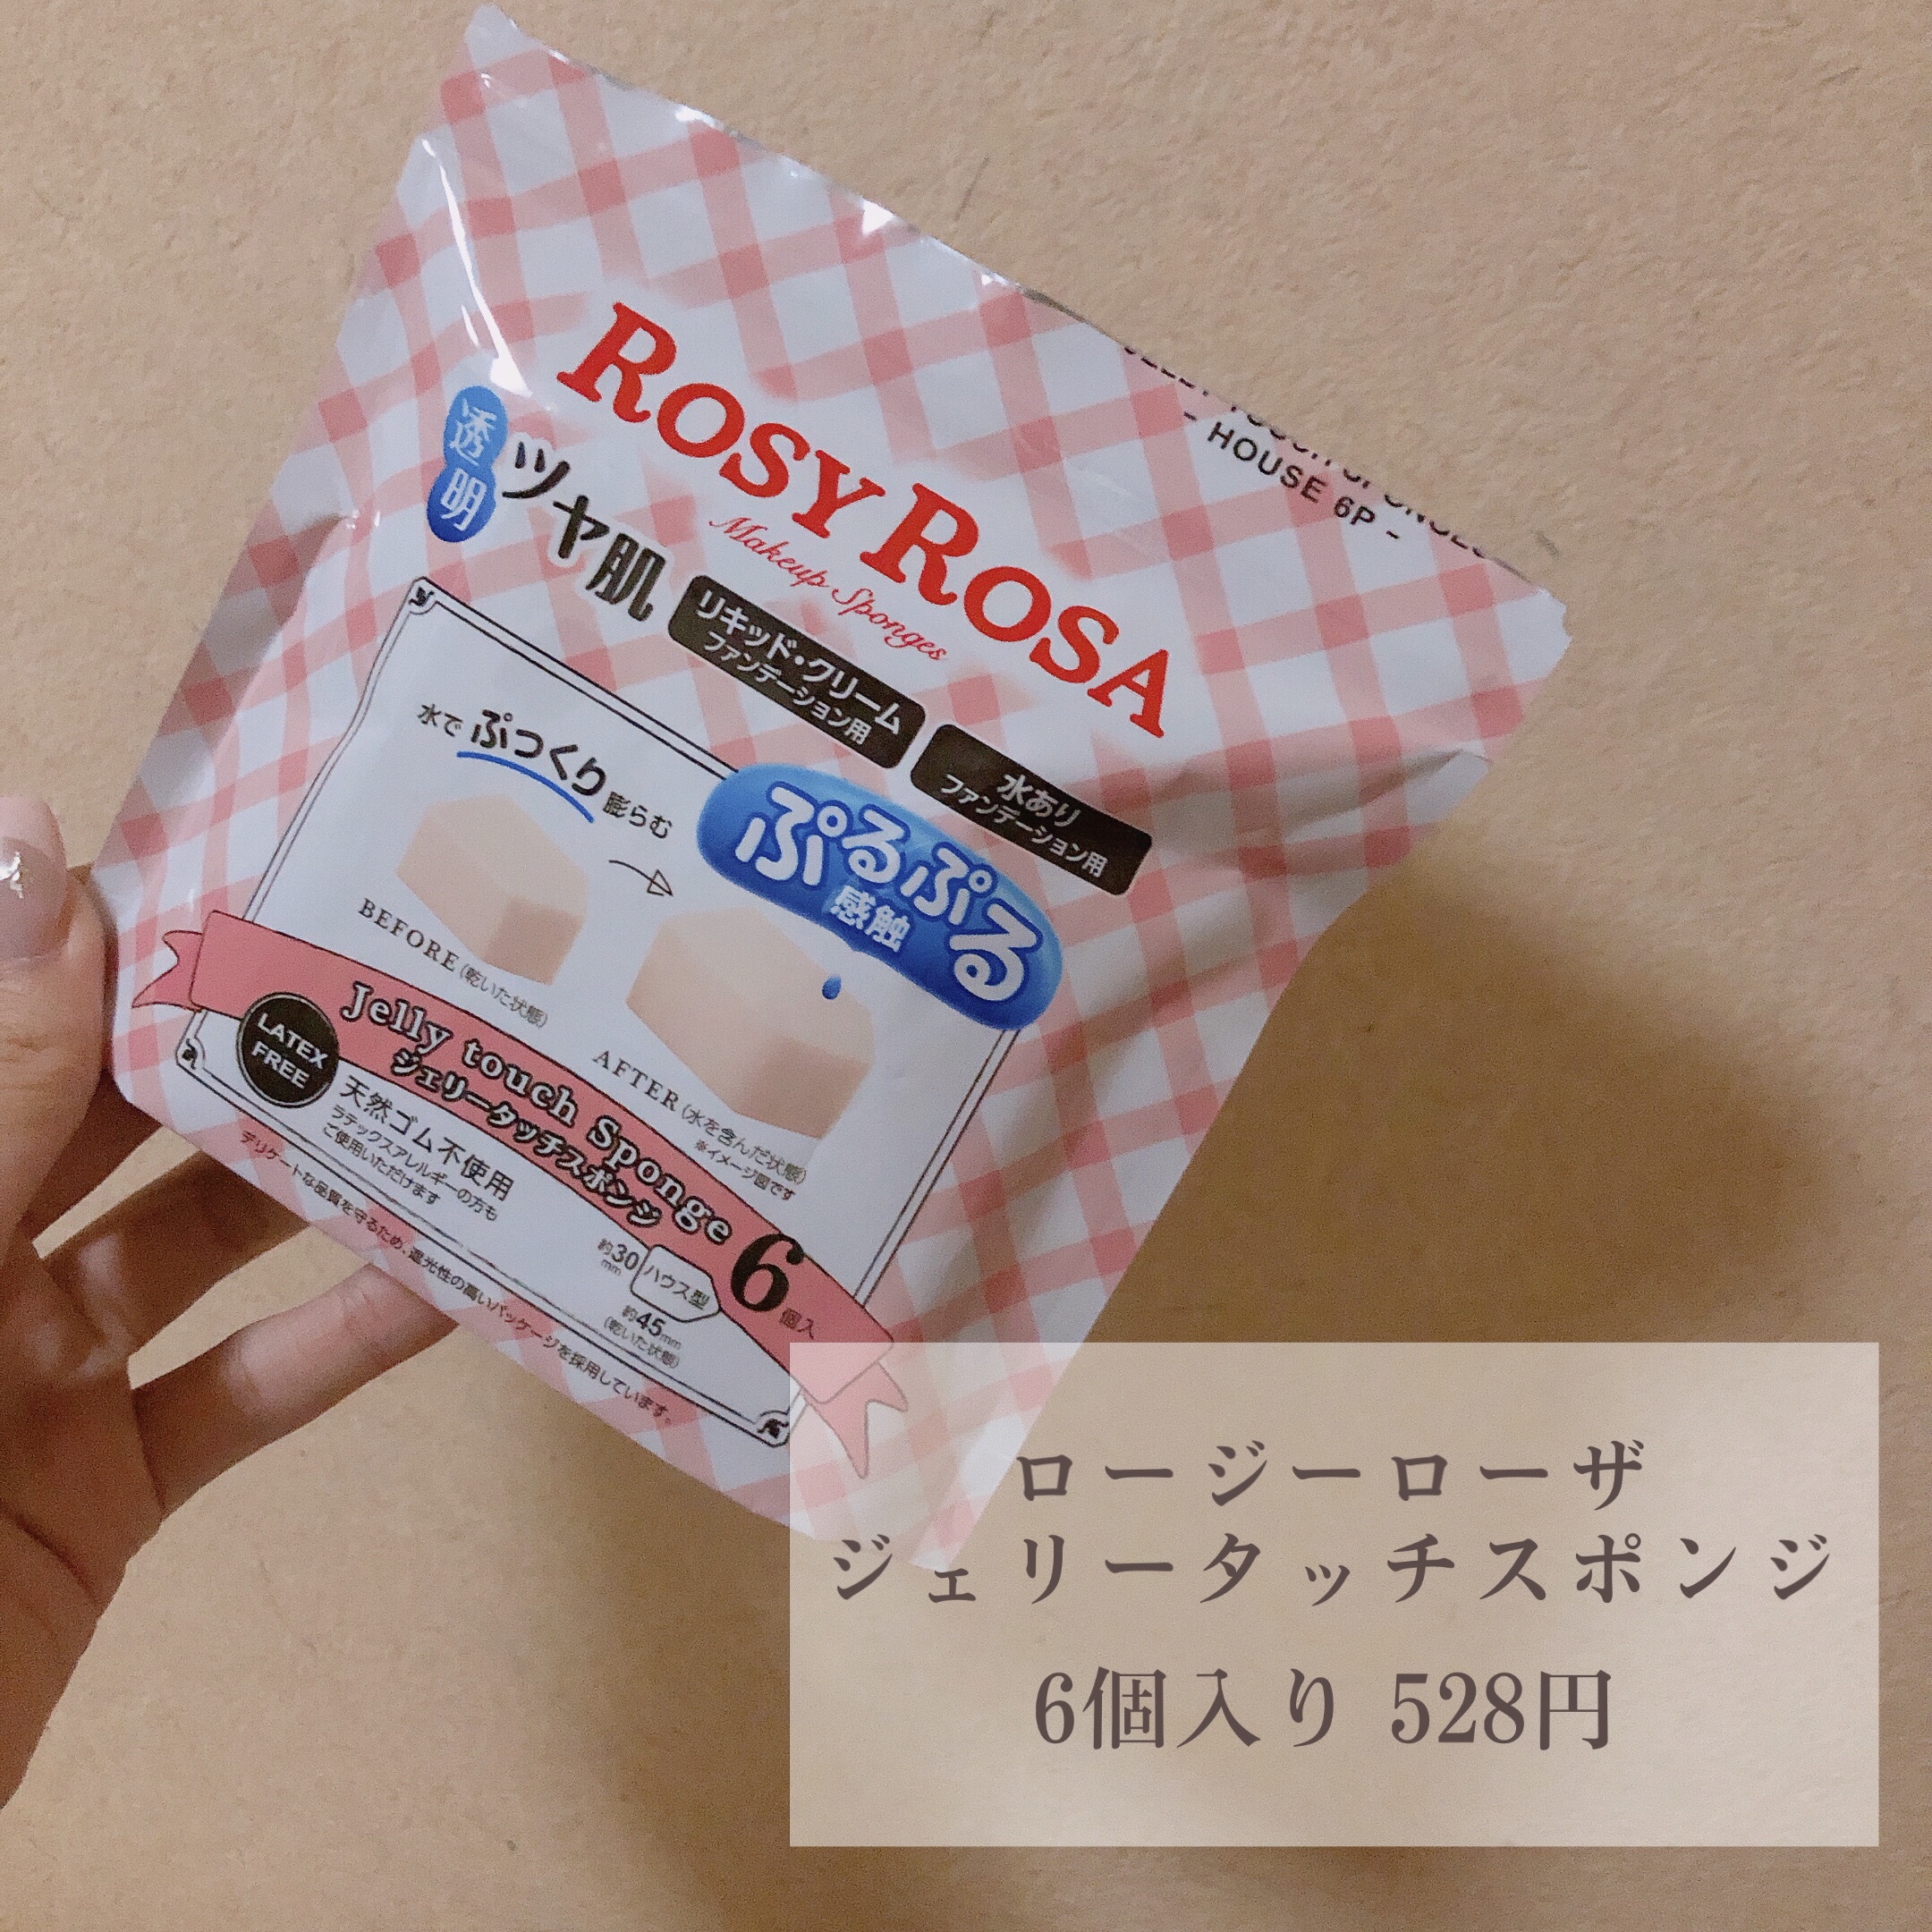 - HOUSE 6P -
ROSY ROSA
Makeup Sponges
透明
ツヤ肌
リキッド・クリーム
ファンデーション用
水あり
ファンデーション用
水でぷっくり膨らむ
ぷるぷる
感触
BEFORE(乾いた状態)
AFTER(水を含んだ状態)
※イメージ図です
Jelly touch Sponge
ジェリータッチスポンジ
6個入
LATEX
FREE
天然ゴム不使用
ラテックスアレルギーの方も
ご使用いただけます
約30mm
ハウス型
約45mm
(乾いた状態)
デリケートな品質を守るため、遮光性の高いパッケージを採用しています。
ロージーローザ
ジェリータッチスポンジ
6個入り 528円